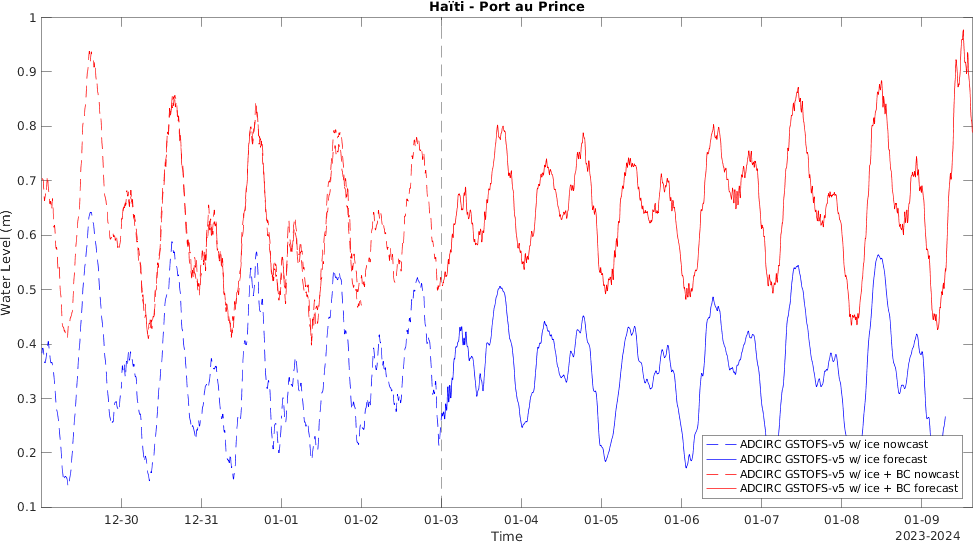 Haïti - Port au Prince
1
0.9
0.8
0.7
0.6
0.5
0.4
0.3
0.2
0.1
Water Level (m)
12-30 12-31 01-01 01-02 01-03 01-04 01-05 01-06 01-07 01-08 01-09
Time
2023-2024
ADCIRC GSTOFS-v5 w/ ice nowcast
ADCIRC GSTOFS-v5 w/ ice forecast
ADCIRC GSTOFS-v5 w/ ice + BC nowcast
ADCIRC GSTOFS-v5 w/ ice + BC forecast